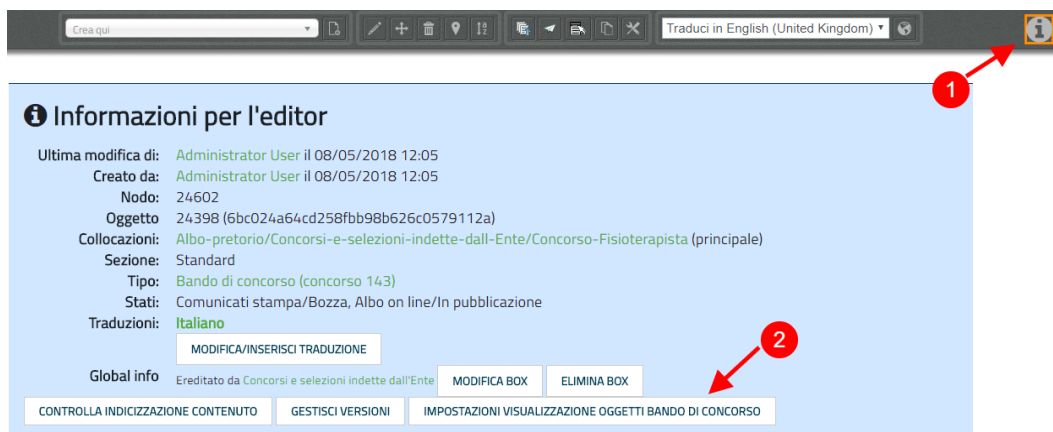 Crea qui
Traduci in English (United Kingdom)
1
Informazioni per l'editor
Ultima modifica di: Administrator User il 08/05/2018 12:05
Creato da: Administrator User il 08/05/2018 12:05
Nodo: 24602
Oggetto 24398 (6bc024a64cd258fbb98b626c0579112a)
Collocazioni: Albo-pretorio/Concorsi-e-selezioni-indette-dall-Ente/Concorso-Fisioterapista (principale)
Sezione: Standard
Tipo: Bando di concorso (concorso 143)
Stati: Comunicati stampa/Bozza, Albo on line/In pubblicazione
Traduzioni: Italiano
2
MODIFICA/INSERISCI TRADUZIONE
Global info Ereditato da Concorsi e selezioni indette dall'Ente MODIFICA BOX ELIMINA BOX
CONTROLLA INDICIZZAZIONE CONTENUTO GESTISCI VERSIONI IMPOSTAZIONI VISUALIZZAZIONE OGGETTI BANDO DI CONCORSO